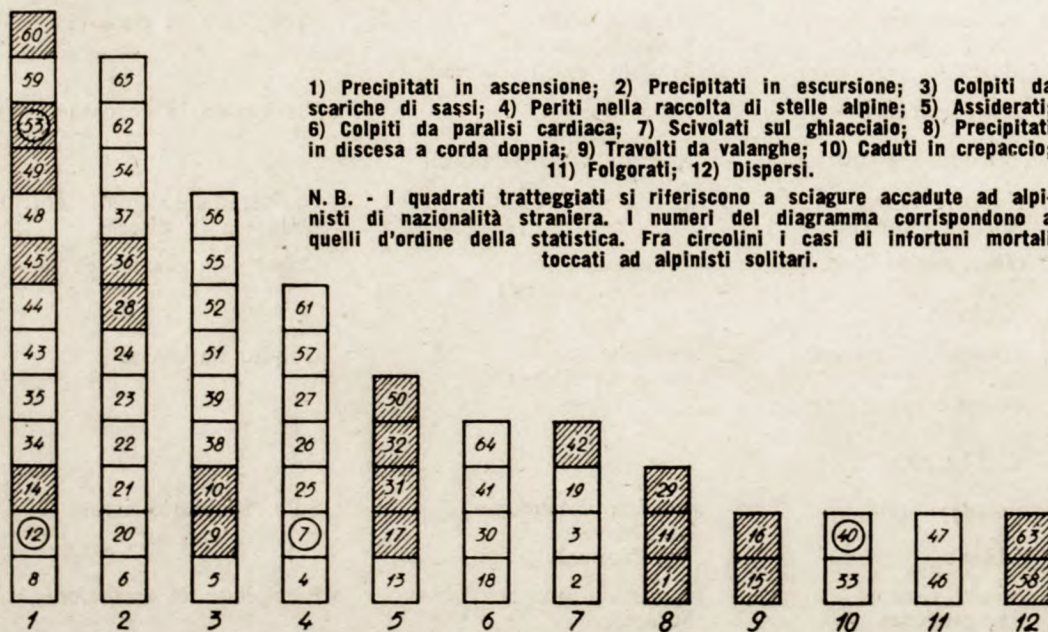 1) Precipitati in ascensione; 2) Precipitati in escursione; 3) Colpiti da
scariche di sassi; 4) Periti nella raccolta di stelle alpine; 5) Assiderati;
6) Colpiti da paralisi cardiaca; 7) Scivolati sul ghiacciaio; 8) Precipitati
in discesa a corda doppia; 9) Travolti da valanghe; 10) Caduti in crepaccio;
11) Folgorati; 12) Dispersi.
N. B. - I quadrati tratteggiati si riferiscono a sciagure accadute ad alpi-
nisti di nazionalità straniera. I numeri del diagramma corrispondono a
quelli d'ordine della statistica. Fra circolini i casi di infortuni mortali
toccati ad alpinisti solitari.
60
59 65
53 62
49 54
48 37 56
45 36 55
44 28 52 61
43 24 51 57
35 23 39 27 50
34 22 38 26 32 64 42
14 21 10 25 31 41 19 29
12 20 9 7 17 30 3 11 16 40 47 63
8 6 5 4 13 18 2 1 15 33 46 58
1 2 3 4 5 6 7 8 9 10 11 12